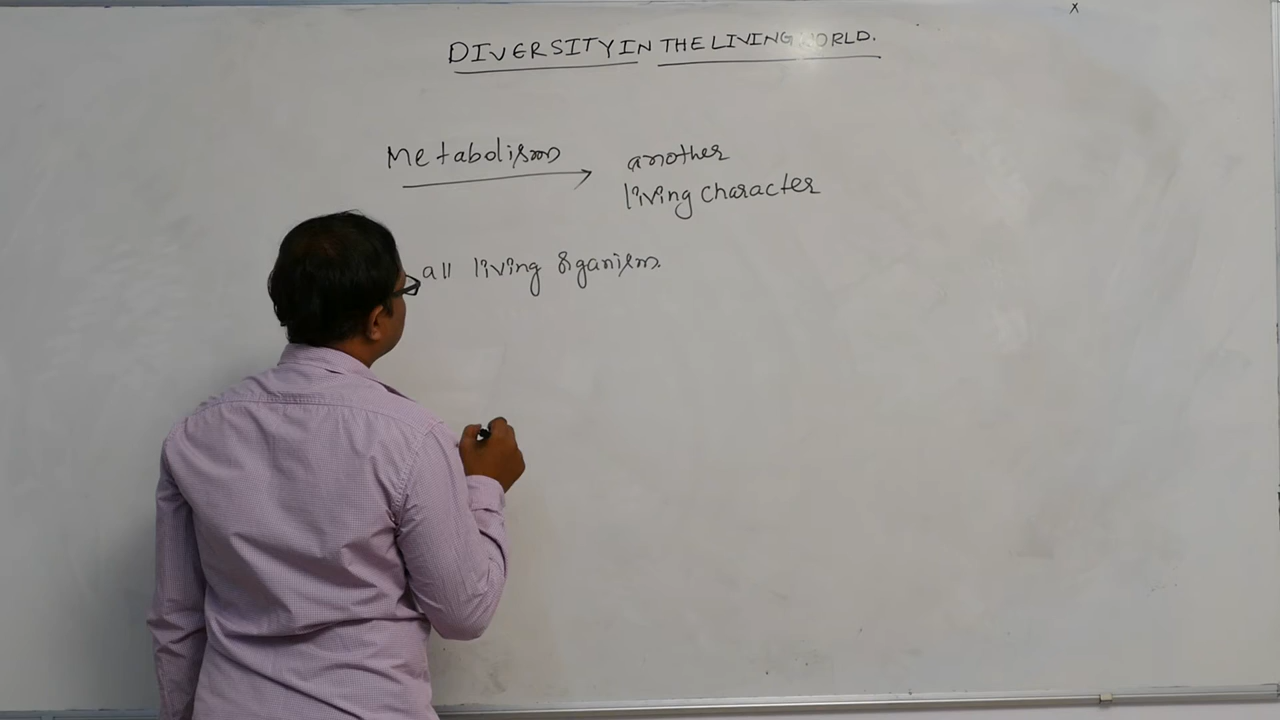 DIVERSITY IN THE LIVING WORLD.
Metabolism → another
living character
all living organism.
x